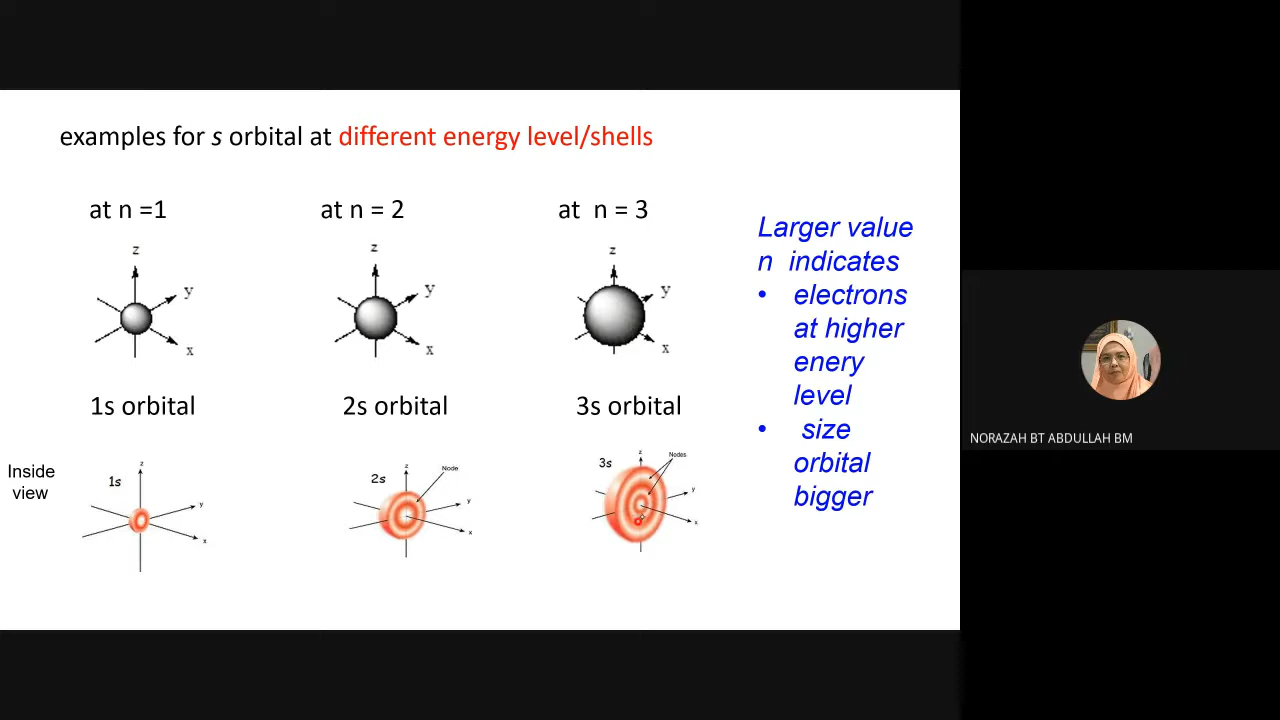 examples for s orbital at different energy level/shells
at n =1
at n = 2
at n = 3
z
y
x
z
y
x
z
y
x
1s orbital
2s orbital
3s orbital
Larger value
n indicates
• electrons
at higher
enery
level
• size
orbital
bigger
Inside
view
1s
z
y
x
2s
z
Node
y
x
3s
z
Nodes
y
x
NORAZAH BT ABDULLAH BM